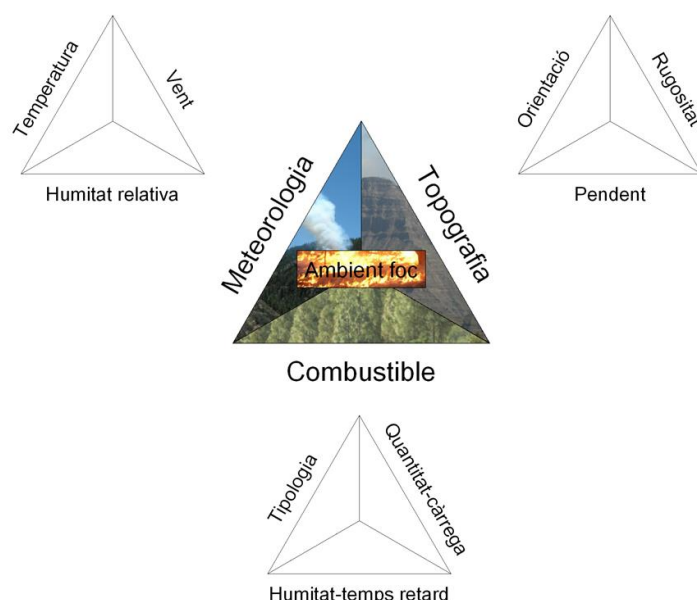 Temperatura
Vent
Humitat relativa
Orientació
Rugositat
Pendent
Meteorologia
Topografia
Ambient foc
Combustible
Tipologia
Quantitat-càrrega
Humitat-temps retard